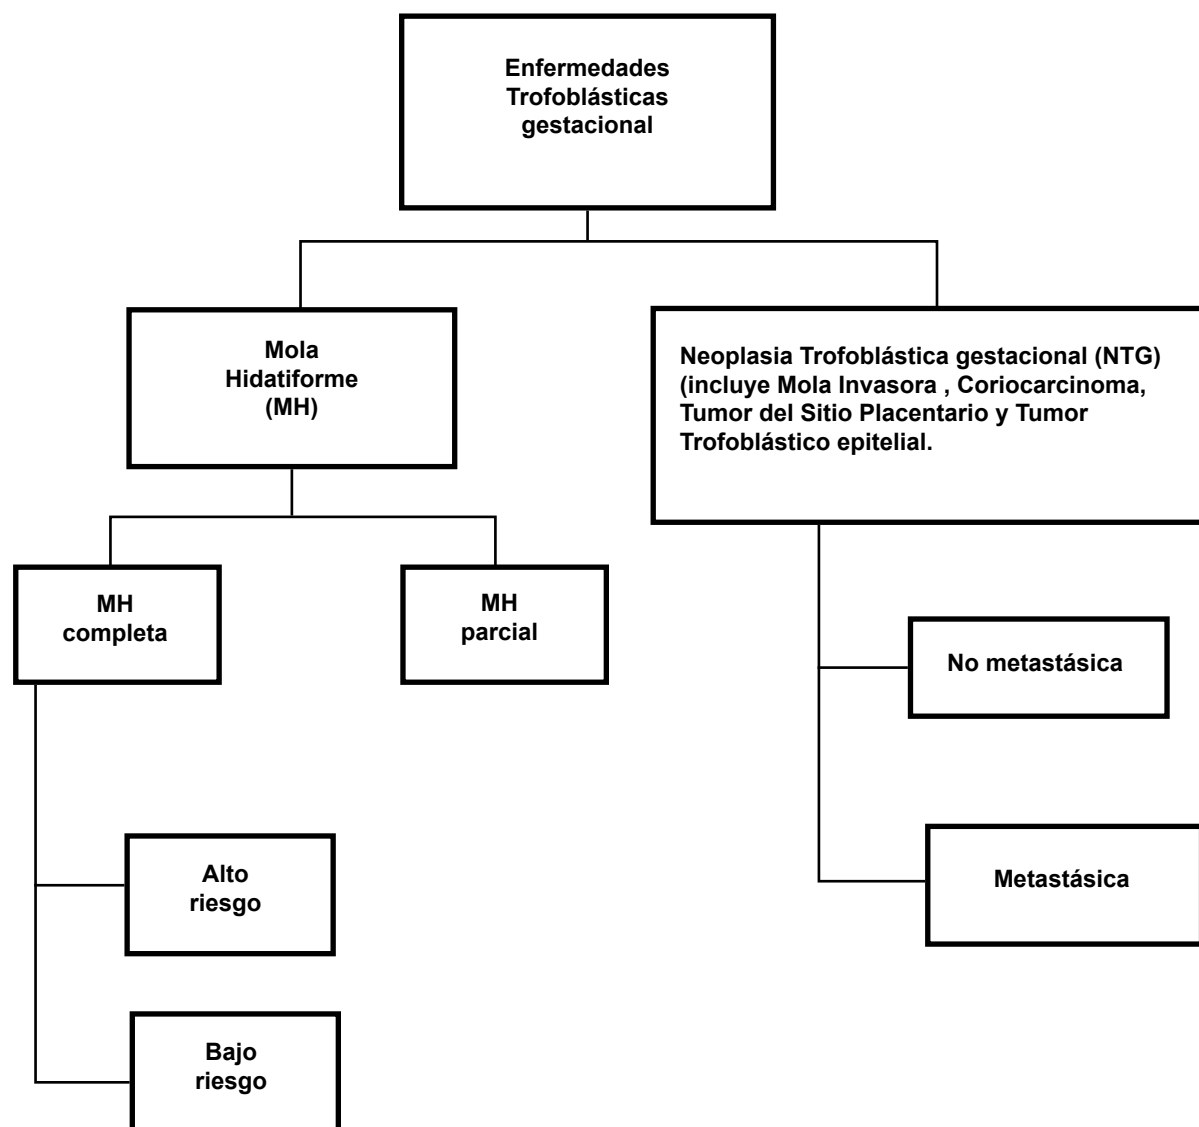 Enfermedades
Trofoblásticas
gestacional
Mola
Hidatiforme
(MH)
Neoplasia Trofoblástica gestacional (NTG)
(incluye Mola Invasora , Coriocarcinoma,
Tumor del Sitio Placentario y Tumor
Trofoblástico epitelial.
MH
completa
MH
parcial
No metastásica
Alto
riesgo
Metastásica
Bajo
riesgo